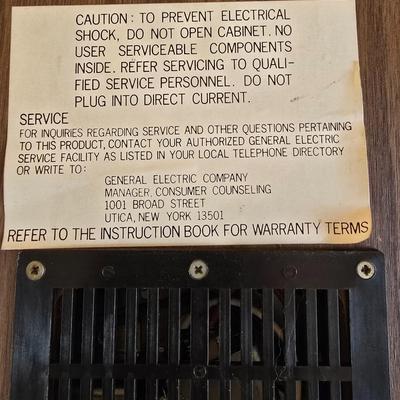 CAUTION: TO PREVENT ELECTRICAL
SHOCK, DO NOT OPEN CABINET. NO
USER SERVICEABLE COMPONENTS
INSIDE. REFER SERVICING TO QUALI-
FIED SERVICE PERSONNEL. DO NOT
PLUG INTO DIRECT CURRENT.
SERVICE
FOR INQUIRIES REGARDING SERVICE AND OTHER QUESTIONS PERTAINING
TO THIS PRODUCT, CONTACT YOUR AUTHORIZED GENERAL ELECTRIC
SERVICE FACILITY AS LISTED IN YOUR LOCAL TELEPHONE DIRECTORY
OR WRITE TO:
GENERAL ELECTRIC COMPANY
MANAGER, CONSUMER COUNSELING
1001 BROAD STREET
UTICA, NEW YORK 13501
REFER TO THE INSTRUCTION BOOK FOR WARRANTY TERMS